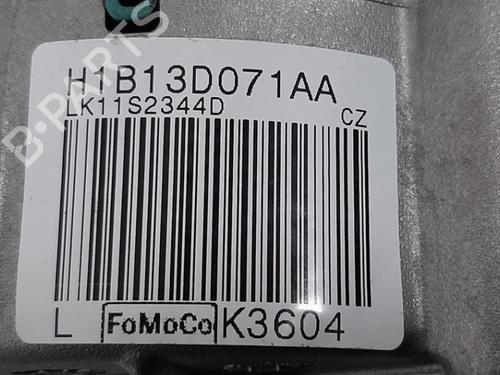 H1B13D071AA
LK11S2344D
CZ
L FoMoCo K3604
B-PARTS